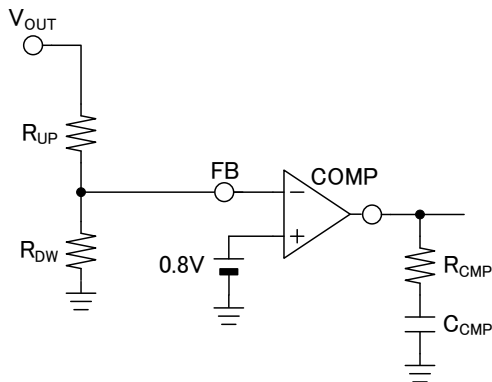 VOUT
RUP
FB
COMP
−
+
RDW
0.8V
RCMP
CCMP